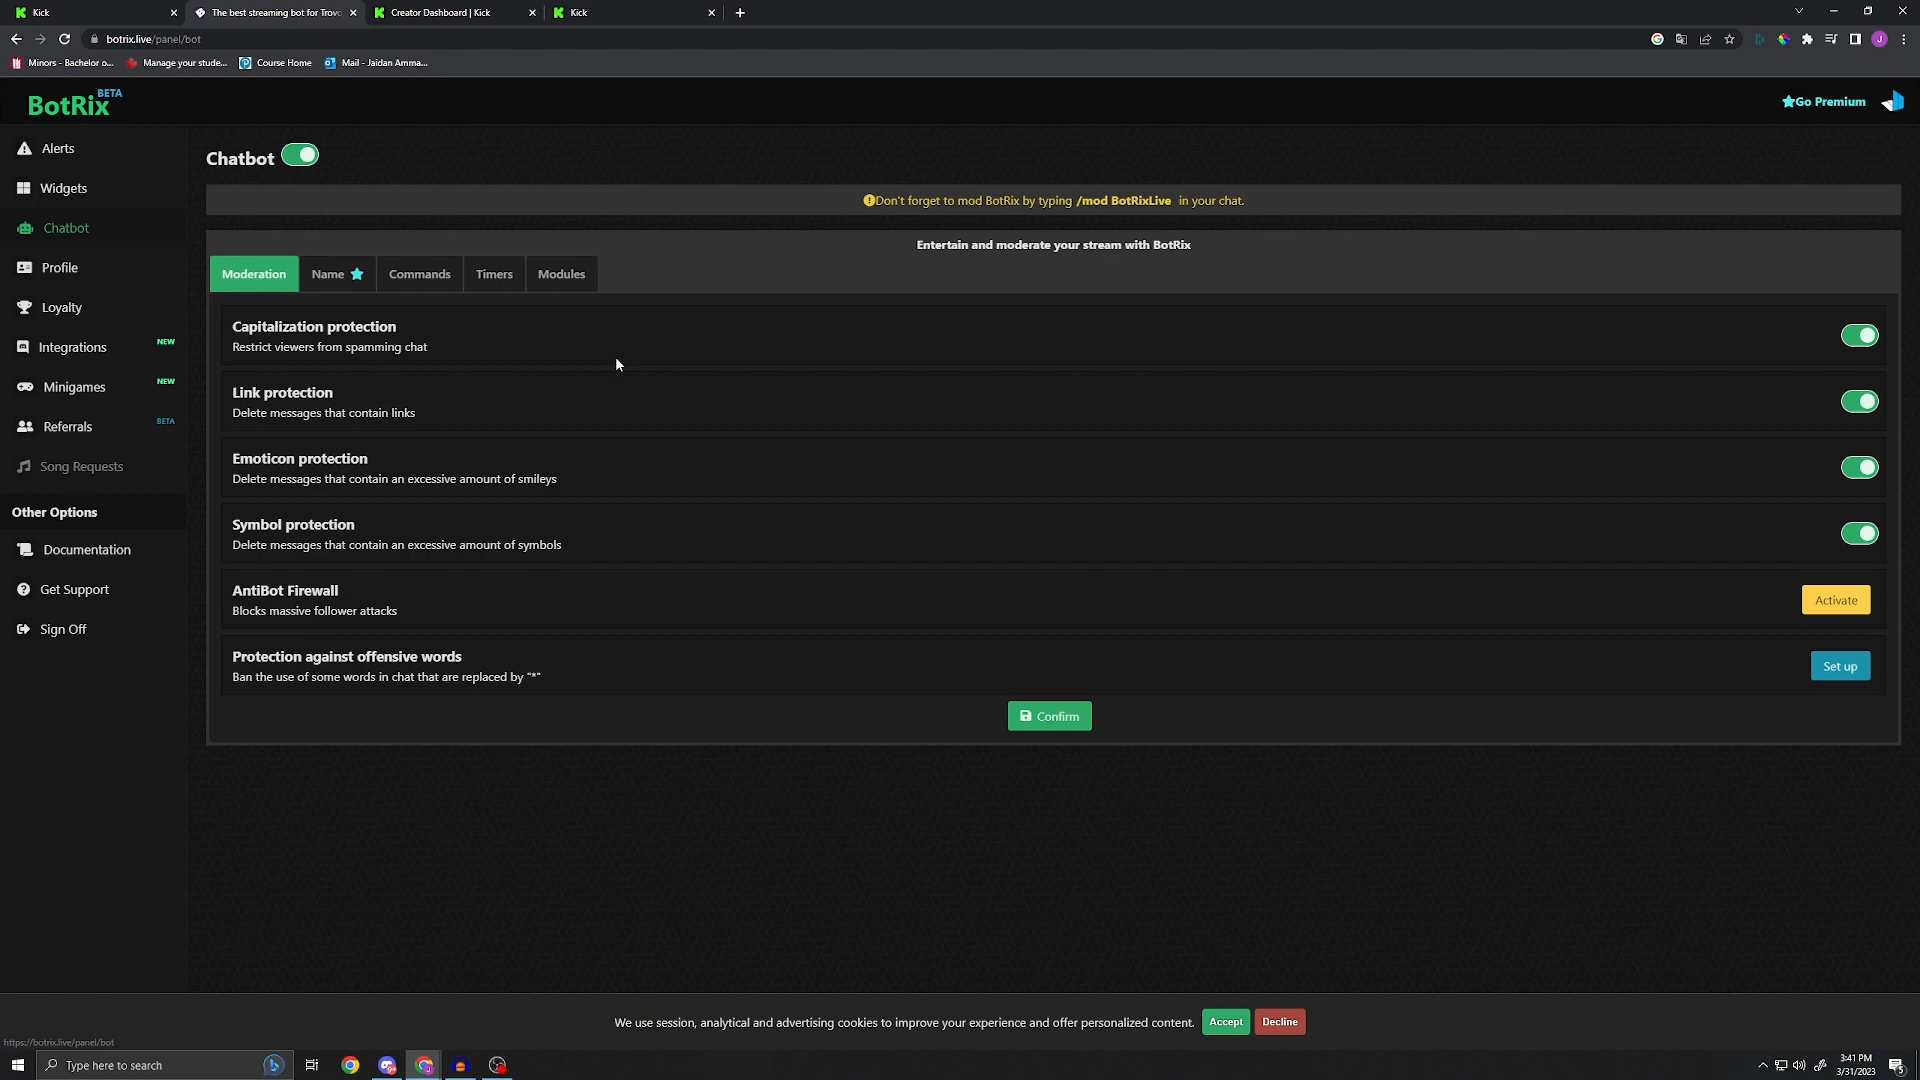 Kick
The best streaming bot for Trovo
Creator Dashboard | Kick
Kick
botrix.live/panel/bot
Minors - Bachelor o...
Manage your stude...
Course Home
Mail - Jaidan Amma...
BotRix BETA
Go Premium
Alerts
Widgets
Chatbot
Profile
Loyalty
Integrations NEW
Minigames NEW
Referrals BETA
Song Requests
Other Options
Documentation
Get Support
Sign Off
Chatbot
Don't forget to mod BotRix by typing /mod BotRixLive in your chat.
Entertain and moderate your stream with BotRix
Moderation
Name
Commands
Timers
Modules
Capitalization protection
Restrict viewers from spamming chat
Link protection
Delete messages that contain links
Emoticon protection
Delete messages that contain an excessive amount of smileys
Symbol protection
Delete messages that contain an excessive amount of symbols
AntiBot Firewall
Blocks massive follower attacks
Activate
Protection against offensive words
Ban the use of some words in chat that are replaced by "*"
Set up
Confirm
We use session, analytical and advertising cookies to improve your experience and offer personalized content.
Accept
Decline
https://botrix.live/panel/bot
Type here to search
3:41 PM
3/31/2023